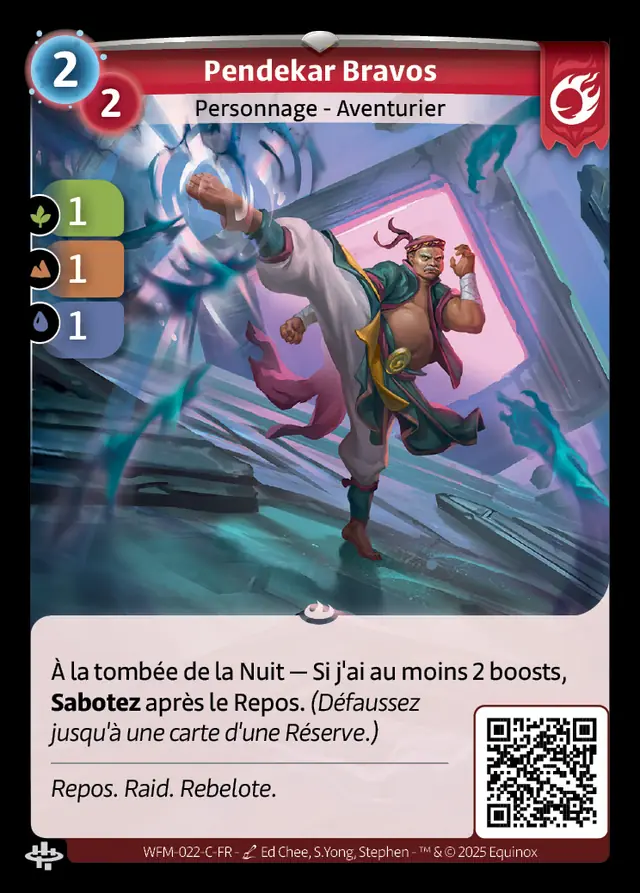 2
Pendekar Bravos
2
Personnage - Aventurier
1
1
1
À la tombée de la Nuit — Si j'ai au moins 2 boosts,
Sabotez après le Repos. (Défaussez
jusqu'à une carte d'une Réserve.)
Repos. Raid. Rebelote.
WFM-022-C-FR - Ed Chee, S.Yong, Stephen - ™ & © 2025 Equinox